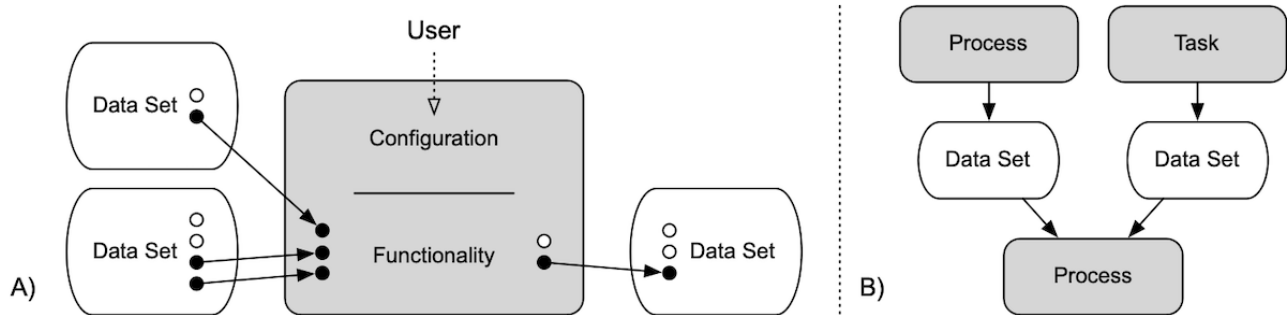 User
Data Set
Configuration
Data Set
Functionality
Data Set
A)
Process
Task
Data Set
Data Set
Process
B)